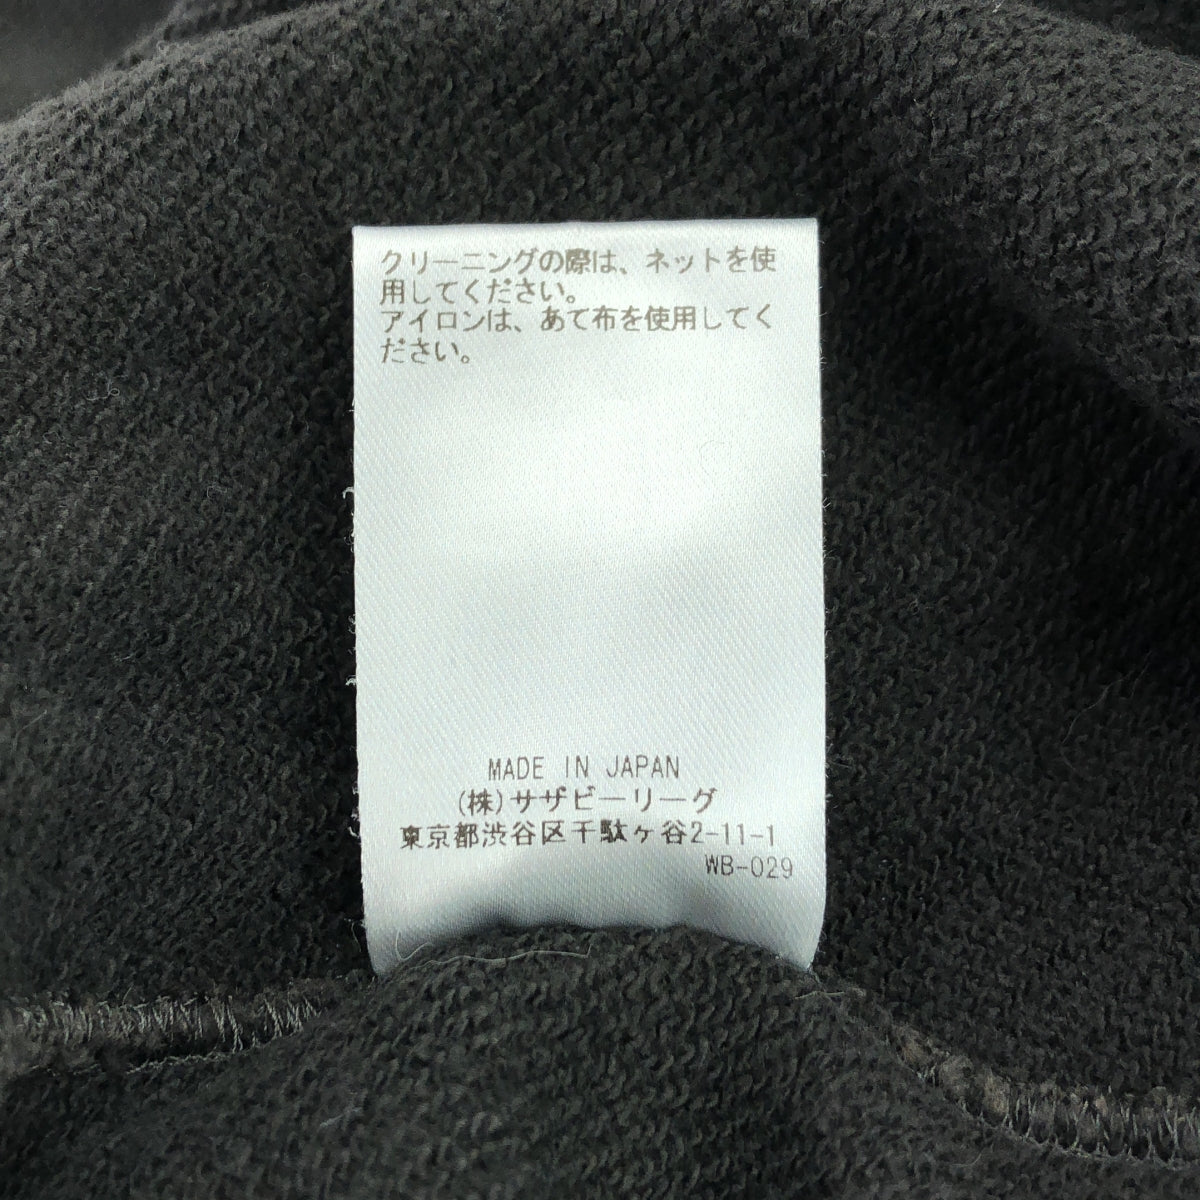 クリーニングの際は、ネットを使
用してください。
アイロンは、あて布を使用してく
ださい。
MADE IN JAPAN
(株)サザビーリーグ
東京都渋谷区千駄ヶ谷2-11-1
WB-029